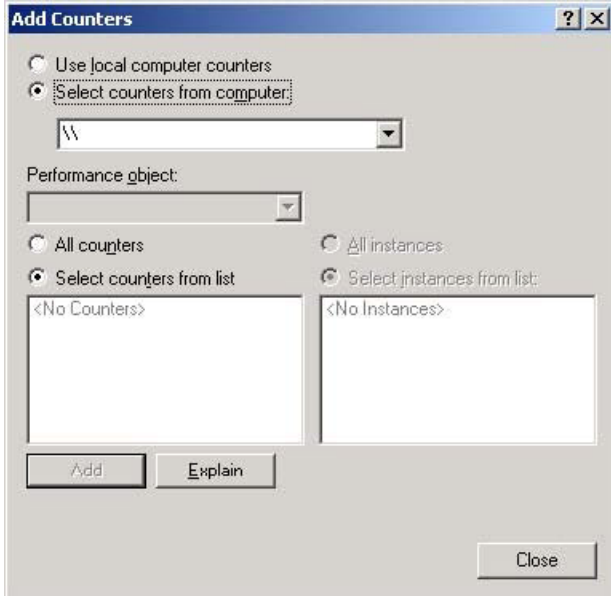 Add Counters
Use local computer counters
Select counters from computer:
\\
Performance object:
All counters
All instances
Select counters from list
Select instances from list:
<No Counters>
<No Instances>
Add
Explain
Close